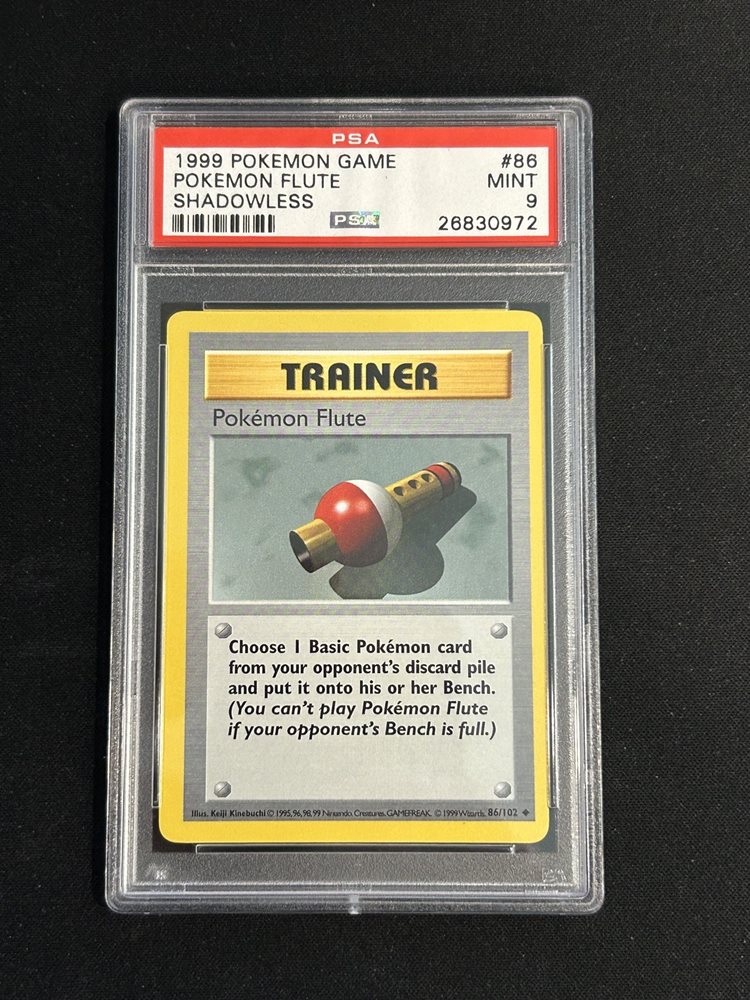 PSA
1999 POKEMON GAME #86
POKEMON FLUTE MINT
SHADOWLESS 9
PSA 26830972
TRAINER
Pokémon Flute
Choose 1 Basic Pokémon card
from your opponent's discard pile
and put it onto his or her Bench.
(You can't play Pokémon Flute
if your opponent's Bench is full.)
Illus. Keiji Kinebuchi © 1995, 96, 98, 99 Nintendo, Creatures, GAMEFREAK. © 1999 Wizards. 86/102 ◆